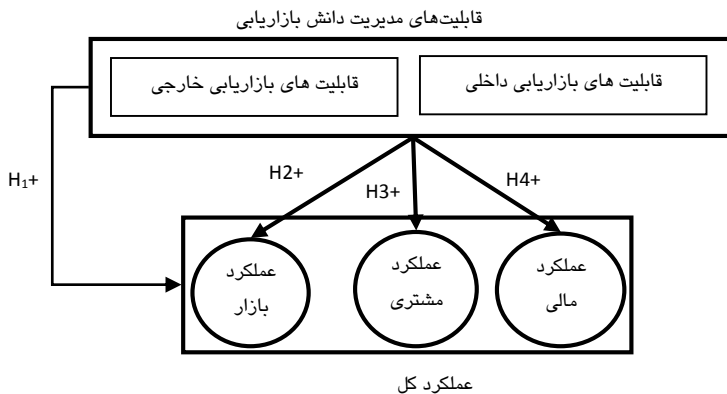 قابلیت‌های مدیریت دانش بازاریابی
قابلیت های بازاریابی داخلی
قابلیت های بازاریابی خارجی
H₁+
H2+
H3+
H4+
عملکرد
مالی
عملکرد
مشتری
عملکرد
بازار
عملکرد کل